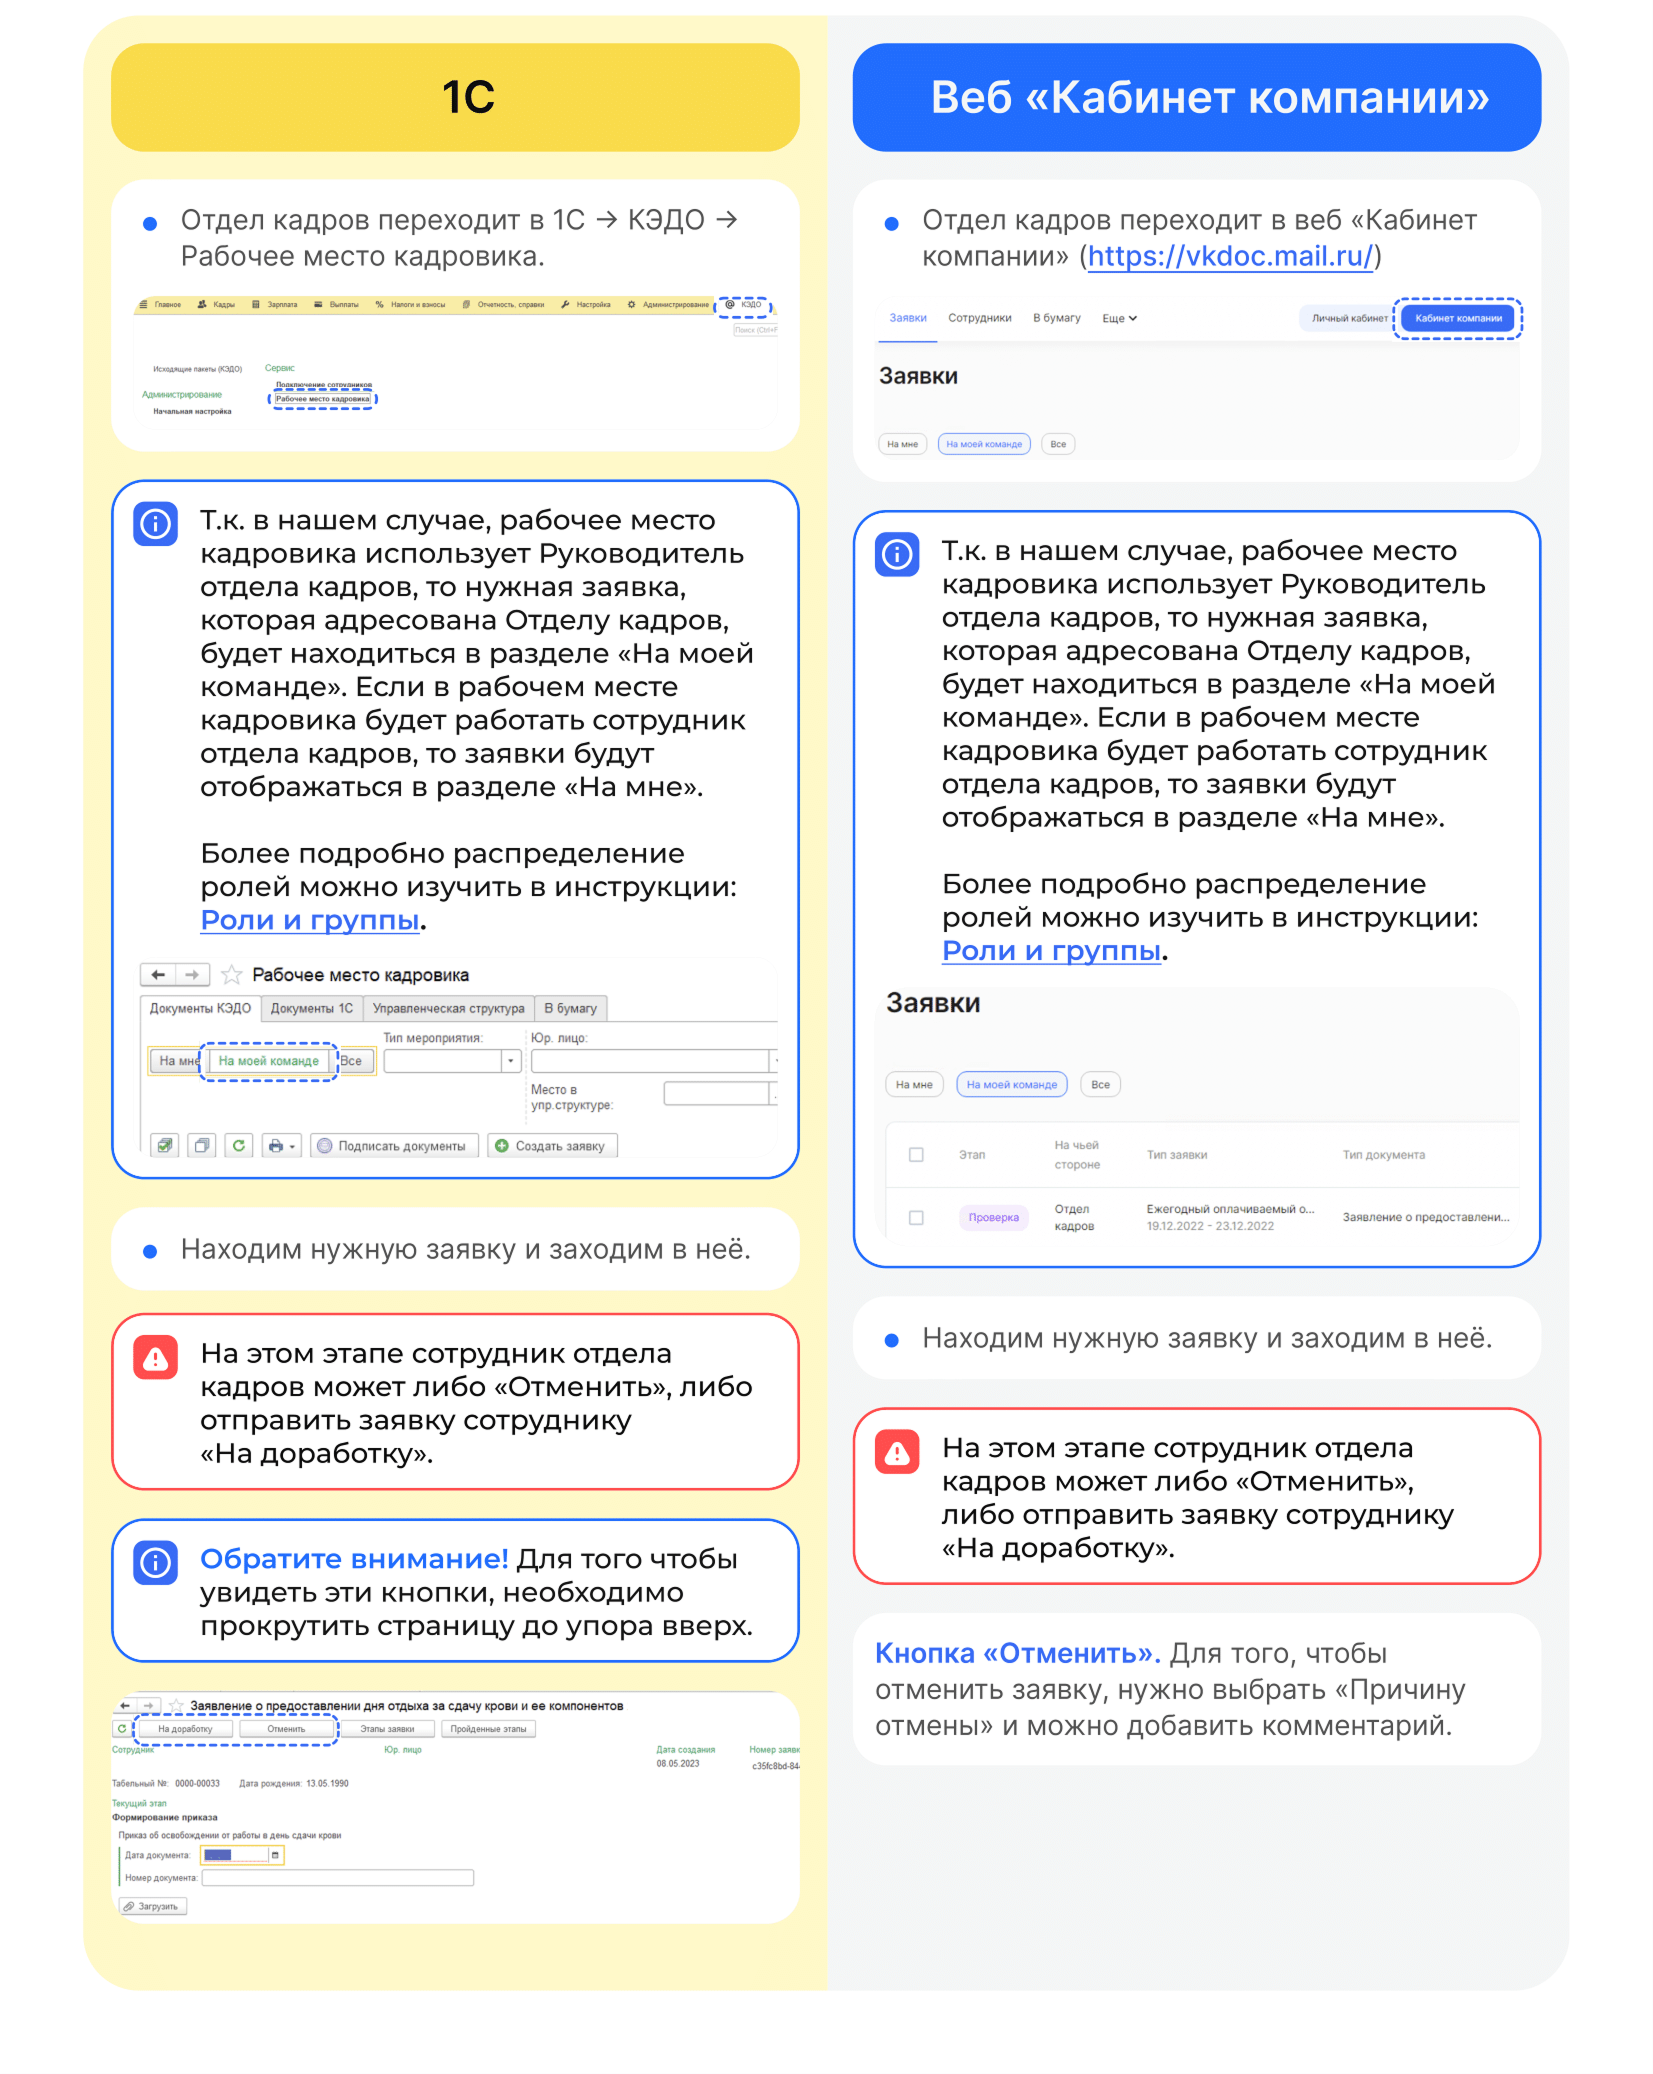 1С
Отдел кадров переходит в 1С → КЭДО →
Рабочее место кадровика.
Главное Кадры Зарплата Выплаты Налоги и взносы Отчетность, справки Настройка Администрирование КЭДО
Поиск (Ctrl+F
Исходящие пакеты (КЭДО) Сервис
Подключение сотрудников
Администрирование Рабочее место кадровика
Начальная настройка
Т.к. в нашем случае, рабочее место
кадровика использует Руководитель
отдела кадров, то нужная заявка,
которая адресована Отделу кадров,
будет находиться в разделе «На моей
команде». Если в рабочем месте
кадровика будет работать сотрудник
отдела кадров, то заявки будут
отображаться в разделе «На мне».
Более подробно распределение
ролей можно изучить в инструкции:
Роли и группы.
Рабочее место кадровика
Документы КЭДО Документы 1С Управленческая структура В бумагу
Тип мероприятия: Юр. лицо:
На мне На моей команде Все
Место в
упр.структуре:
Подписать документы Создать заявку
Находим нужную заявку и заходим в неё.
На этом этапе сотрудник отдела
кадров может либо «Отменить», либо
отправить заявку сотруднику
«На доработку».
Обратите внимание! Для того чтобы
увидеть эти кнопки, необходимо
прокрутить страницу до упора вверх.
Заявление о предоставлении дня отдыха за сдачу крови и ее компонентов
На доработку Отменить Этапы заявки Пройденные этапы
Сотрудник Юр. лицо Дата создания Номер заявк
08.05.2023 c35fc8bd-84
Табельный №: 0000-00033 Дата рождения: 13.05.1990
Текущий этап
Формирование приказа
Приказ об освобождении от работы в день сдачи крови
Дата документа:
Номер документа:
Загрузить
Веб «Кабинет компании»
Отдел кадров переходит в веб «Кабинет
компании» (https://vkdoc.mail.ru/)
Заявки Сотрудники В бумагу Еще Личный кабинет Кабинет компании
Заявки
На мне На моей команде Все
Т.к. в нашем случае, рабочее место
кадровика использует Руководитель
отдела кадров, то нужная заявка,
которая адресована Отделу кадров,
будет находиться в разделе «На моей
команде». Если в рабочем месте
кадровика будет работать сотрудник
отдела кадров, то заявки будут
отображаться в разделе «На мне».
Более подробно распределение
ролей можно изучить в инструкции:
Роли и группы.
Заявки
На мне На моей команде Все
Этап На чьей Тип заявки Тип документа
стороне
Проверка Отдел Ежегодный оплачиваемый о... Заявление о предоставлени...
кадров 19.12.2022 - 23.12.2022
Находим нужную заявку и заходим в неё.
На этом этапе сотрудник отдела
кадров может либо «Отменить»,
либо отправить заявку сотруднику
«На доработку».
Кнопка «Отменить». Для того, чтобы
отменить заявку, нужно выбрать «Причину
отмены» и можно добавить комментарий.